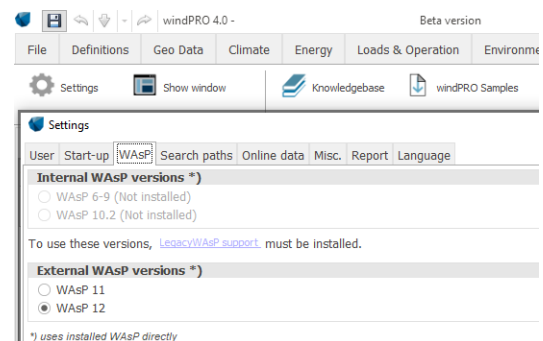 windPRO 4.0 - Beta version
File Definitions Geo Data Climate Energy Loads & Operation
Settings Show window Knowledgebase windPRO Samples
Settings
User Start-up WAsP Search paths Online data Misc. Report Language
Internal WAsP versions *)
WAsP 6-9 (Not installed)
WAsP 10.2 (Not installed)
To use these versions, LegacyWAsP support must be installed.
External WAsP versions *)
WAsP 11
WAsP 12
*) uses installed WAsP directly